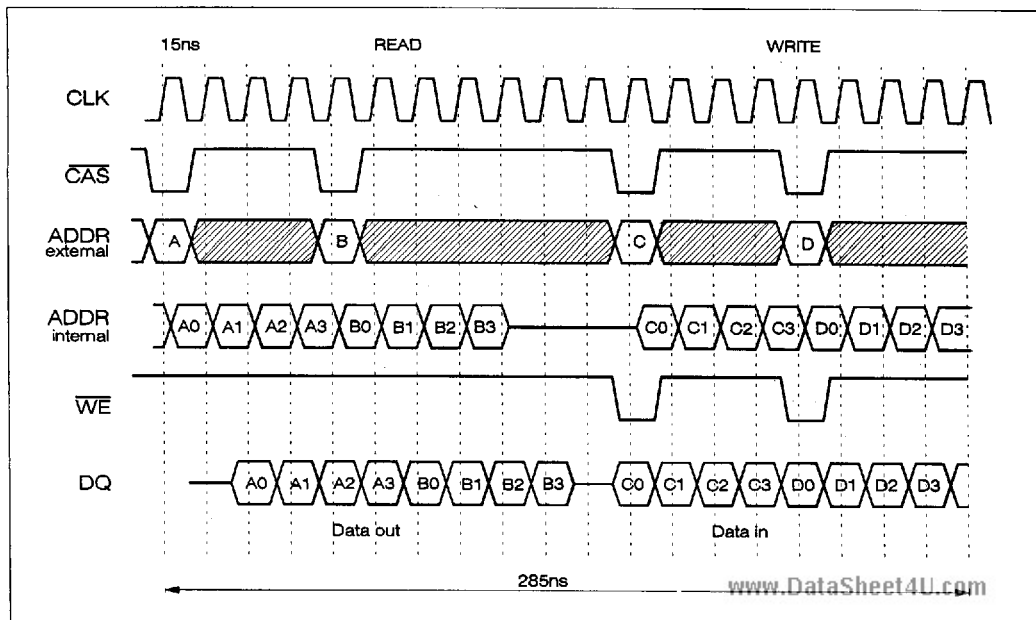 15ns READ WRITE
CLK
CAS
ADDR
external
A B C D
ADDR
internal
A0 A1 A2 A3 B0 B1 B2 B3 C0 C1 C2 C3 D0 D1 D2 D3
WE
DQ
A0 A1 A2 A3 B0 B1 B2 B3 C0 C1 C2 C3 D0 D1 D2 D3
Data out Data in
285ns
www.DataSheet4U.com